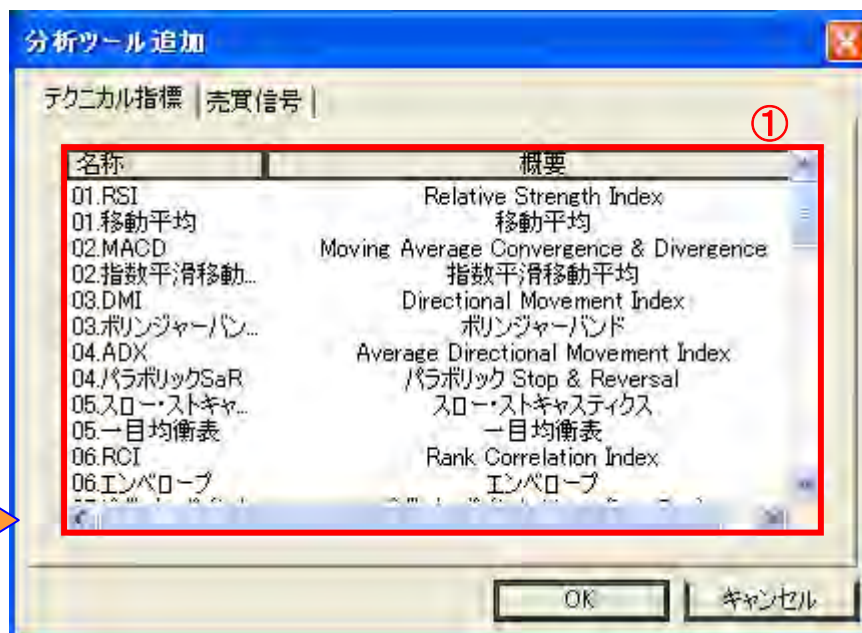 分析ツール追加
テクニカル指標 売買信号
①
名称 概要
01.RSI Relative Strength Index
01.移動平均 移動平均
02.MACD Moving Average Convergence & Divergence
02.指数平滑移動... 指数平滑移動平均
03.DMI Directional Movement Index
03.ボリンジャーバン... ボリンジャーバンド
04.ADX Average Directional Movement Index
04.パラボリックSaR パラボリック Stop & Reversal
05.スロー・ストキャ... スロー・ストキャスティクス
05.一目均衡表 一目均衡表
06.RCI Rank Correlation Index
06.エンベロープ エンベロープ
OK キャンセル